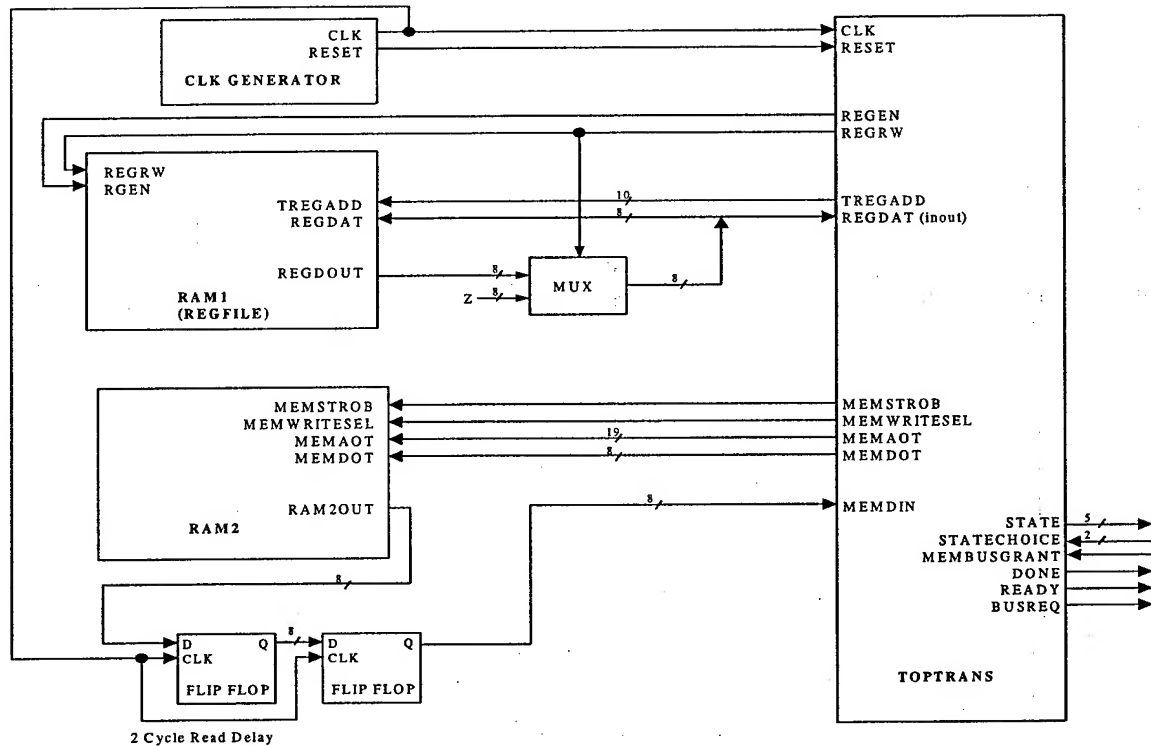 CLK
RESET
CLK GENERATOR
CLK
RESET
REGEN
REGRW
REGRW
RGEN
TREGADD
10
TREGADD
REGDAT
8
REGDAT (inout)
REGDOUT
8
Z
8
MUX
8
RAM1
(REGFILE)
MEMSTROB
MEMSTROB
MEMWRITESEL
MEMWRITESEL
MEMAOT
19
MEMAOT
MEMDOT
8
MEMDOT
RAM2OUT
8
MEMDIN
RAM2
STATE
5
STATECHOICE
2
MEMBUSGRANT
DONE
READY
BUSREQ
8
D
Q
8
D
Q
CLK
CLK
FLIP FLOP
FLIP FLOP
TOPTRANS
2 Cycle Read Delay